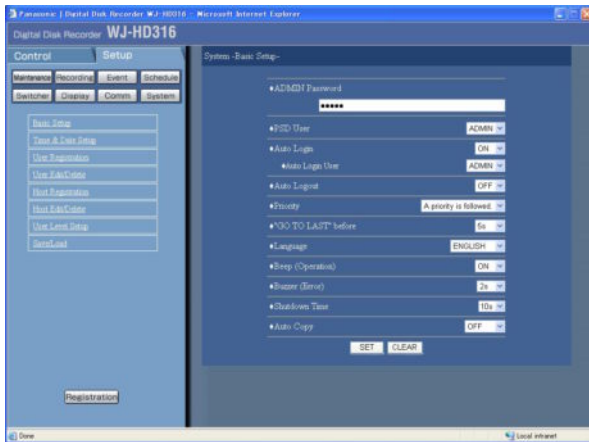 Panasonic | Digital Disk Recorder WJ-HD316 - Microsoft Internet Explorer
Digital Disk Recorder WJ-HD316
Control Setup
Maintenance Recording Event Schedule
Switcher Display Comm System
Basic Setup
Time & Date Setup
User Registration
User Edit/Delete
Host Registration
Host Edit/Delete
User Level Setup
Save/Load
Registration
System -Basic Setup-
♦ADMIN Password
•••••
♦PSD User ADMIN
♦Auto Login ON
♦Auto Login User ADMIN
♦Auto Logout OFF
♦Priority A priority is followed.
♦"GO TO LAST" before 5s
♦Language ENGLISH
♦Beep (Operation) ON
♦Buzzer (Error) 2s
♦Shutdown Time 10s
♦Auto Copy OFF
SET CLEAR
Done Local intranet